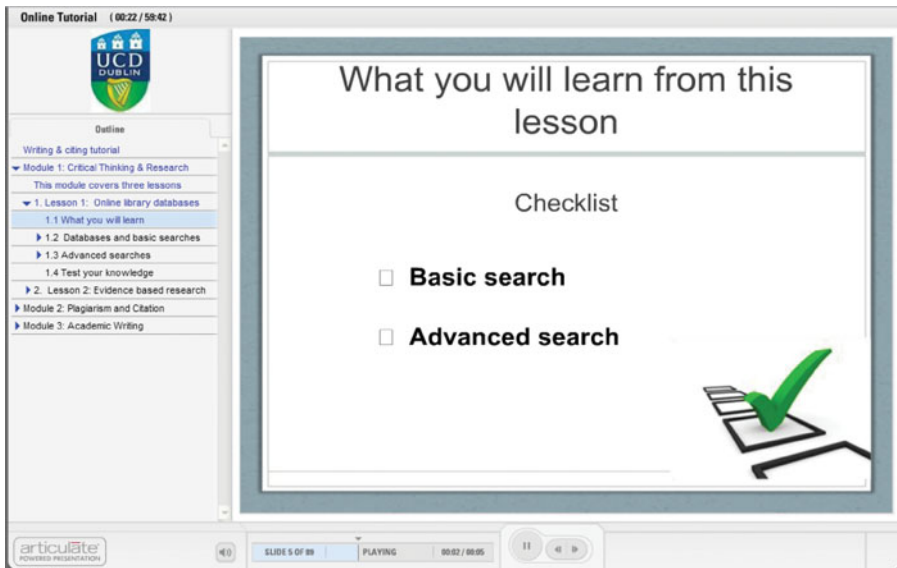 Online Tutorial (00:22 / 59:42)
UCD
DUBLIN
Outline
Writing & citing tutorial
Module 1: Critical Thinking & Research
This module covers three lessons
1. Lesson 1: Online library databases
1.1 What you will learn
1.2 Databases and basic searches
1.3 Advanced searches
1.4 Test your knowledge
2. Lesson 2: Evidence based research
Module 2: Plagiarism and Citation
Module 3: Academic Writing
What you will learn from this
lesson
Checklist
Basic search
Advanced search
articulate
POWERED PRESENTATION
SLIDE 5 OF 89
PLAYING
00:02 / 00:05